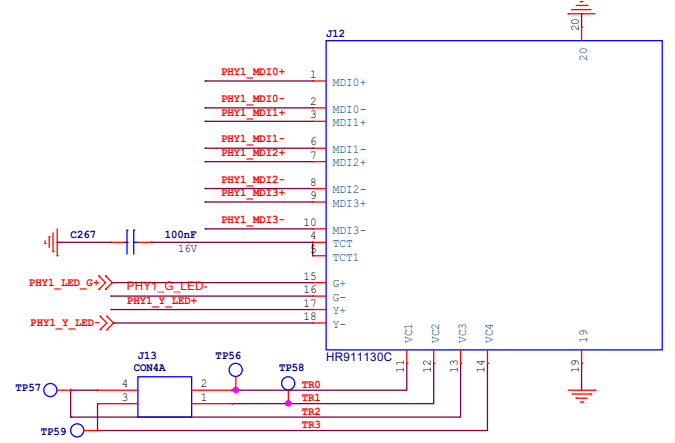 20
J12
20
PHY1_MDI0+ 1 MDI0+
PHY1_MDI0- 2 MDI0-
PHY1_MDI1+ 3 MDI1+
PHY1_MDI1- 6 MDI1-
PHY1_MDI2+ 7 MDI2+
PHY1_MDI2- 8 MDI2-
PHY1_MDI3+ 9 MDI3+
PHY1_MDI3- 10 MDI3-
C267 100nF 4 TCT
16V 5 TCT1
PHY1_LED_G+ 15 G+
PHY1_G_LED- 16 G-
PHY1_Y_LED+ 17 Y+
PHY1_Y_LED- 18 Y-
VC1 VC2 VC3 VC4 19
HR911130C
11 12 13 14 19
J13
CON4A
TP56
TP58
TP57 4 2 TR0
3 1 TR1
TR2
TP59 TR3